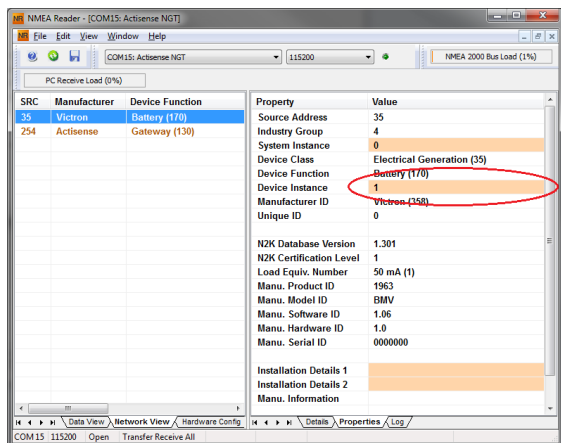 NMEA Reader - [COM15: Actisense NGT]
File Edit View Window Help
COM15: Actisense NGT 115200 NMEA 2000 Bus Load (1%)
PC Receive Load (0%)
SRC Manufacturer Device Function
35 Victron Battery (170)
254 Actisense Gateway (130)
Property Value
Source Address 35
Industry Group 4
System Instance 0
Device Class Electrical Generation (35)
Device Function Battery (170)
Device Instance 1
Manufacturer ID Victron (358)
Unique ID 0
N2K Database Version 1.301
N2K Certification Level 1
Load Equiv. Number 50 mA (1)
Manu. Product ID 1963
Manu. Model ID BMV
Manu. Software ID 1.06
Manu. Hardware ID 1.0
Manu. Serial ID 0000000
Installation Details 1
Installation Details 2
Manu. Information
Data View Network View Hardware Config Details Properties Log
COM 15 115200 Open Transfer Receive All